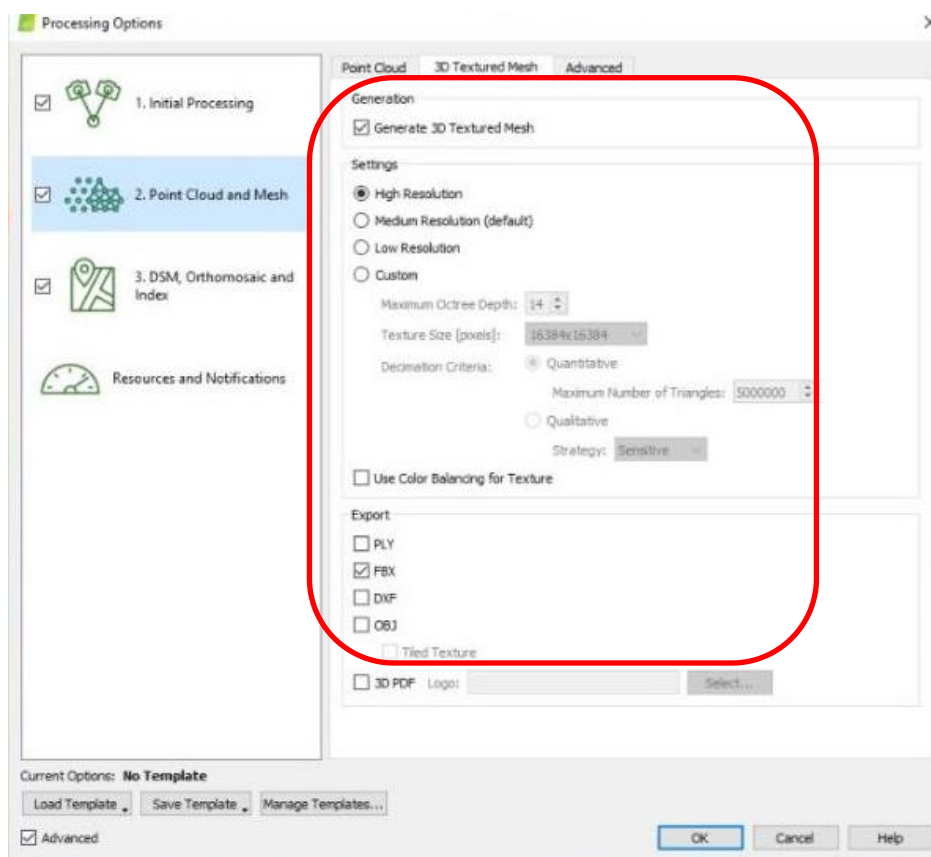 Processing Options
1. Initial Processing
2. Point Cloud and Mesh
3. DSM, Orthomosaic and
Index
Resources and Notifications
Point Cloud 3D Textured Mesh Advanced
Generation
Generate 3D Textured Mesh
Settings
High Resolution
Medium Resolution (default)
Low Resolution
Custom
Maximum Octree Depth: 14
Texture Size [pixels]: 16384x16384
Decimation Criteria: Quantitative
Maximum Number of Triangles: 5000000
Qualitative
Strategy: Sensitive
Use Color Balancing for Texture
Export
PLY
FBX
DXF
OBJ
Tiled Texture
3D PDF Logo: Select...
Current Options: No Template
Load Template Save Template Manage Templates...
Advanced OK Cancel Help